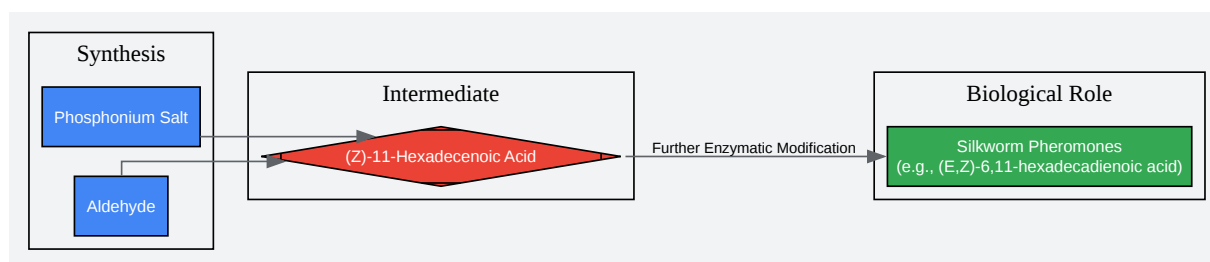 Synthesis
Phosphonium Salt
Aldehyde
Intermediate
(Z)-11-Hexadecenoic Acid
Further Enzymatic Modification
Biological Role
Silkworm Pheromones
(e.g., (E,Z)-6,11-hexadecadienoic acid)